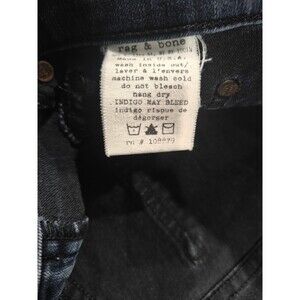 rag & bone
made in U.S.A.
wash inside out/
laver à l'envers
machine wash cold
do not bleach
hang dry
INDIGO MAY BLEED
indigo risque de
dégorger
rn #